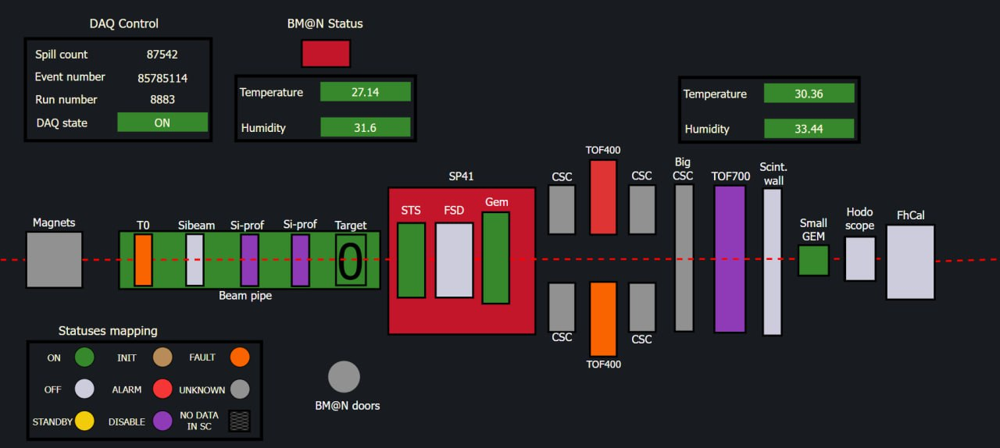 DAQ Control
Spill count 87542
Event number 85785114
Run number 8883
DAQ state ON
BM@N Status
Temperature 27.14
Humidity 31.6
Temperature 30.36
Humidity 33.44
Magnets
T0
Sibeam
Si-prof
Si-prof
Target
0
Beam pipe
SP41
STS
FSD
Gem
CSC
TOF400
CSC
CSC
TOF400
CSC
Big
CSC
TOF700
Scint.
wall
Small
GEM
Hodo
scope
FhCal
Statuses mapping
ON INIT FAULT
OFF ALARM UNKNOWN
STANDBY DISABLE NO DATA
IN SC
BM@N doors